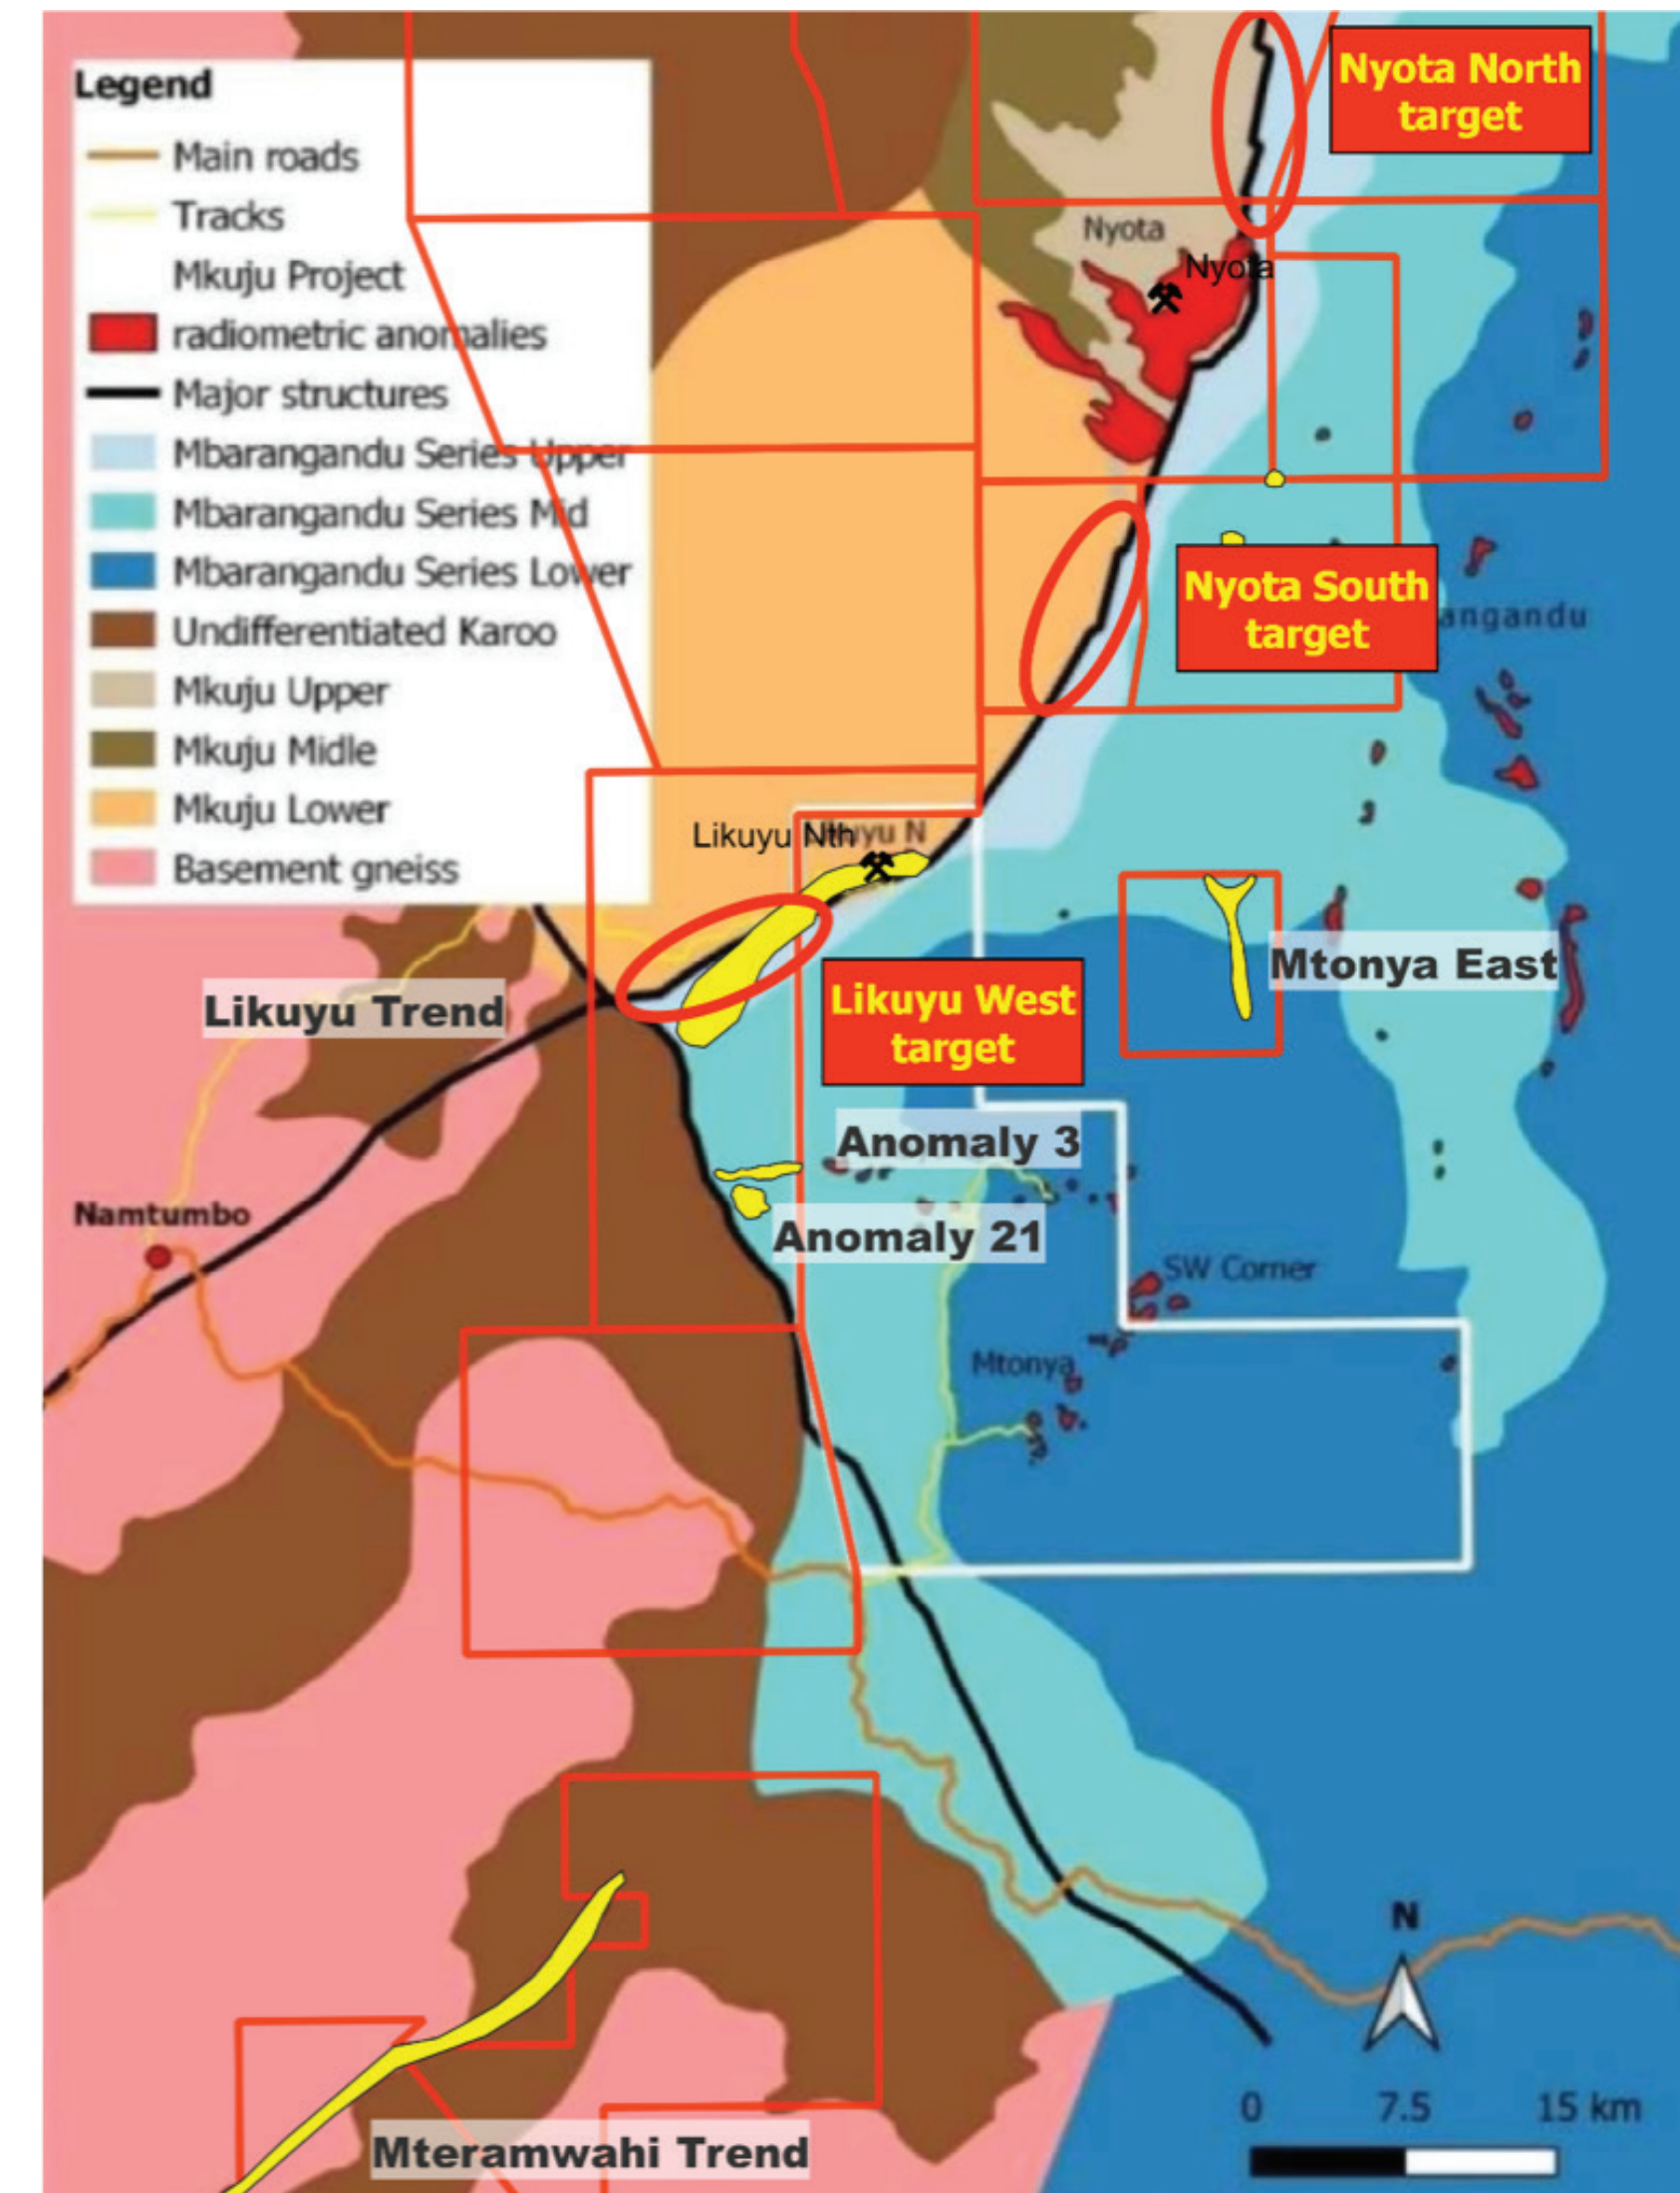 Legend
Main roads
Tracks
Mkuju Project
radiometric anomalies
Major structures
Mbarangandu Series Upper
Mbarangandu Series Mid
Mbarangandu Series Lower
Undifferentiated Karoo
Mkuju Upper
Mkuju Midle
Mkuju Lower
Basement gneiss
Nyota North
target
Nyota
Nyota
Nyota South
target
angandu
Likuyu Nth
yu N
Mtonya East
Likuyu Trend
Likuyu West
target
Anomaly 3
Namtumbo
Anomaly 21
SW Corner
Mtonya
N
0 7.5 15 km
Mteramwahi Trend